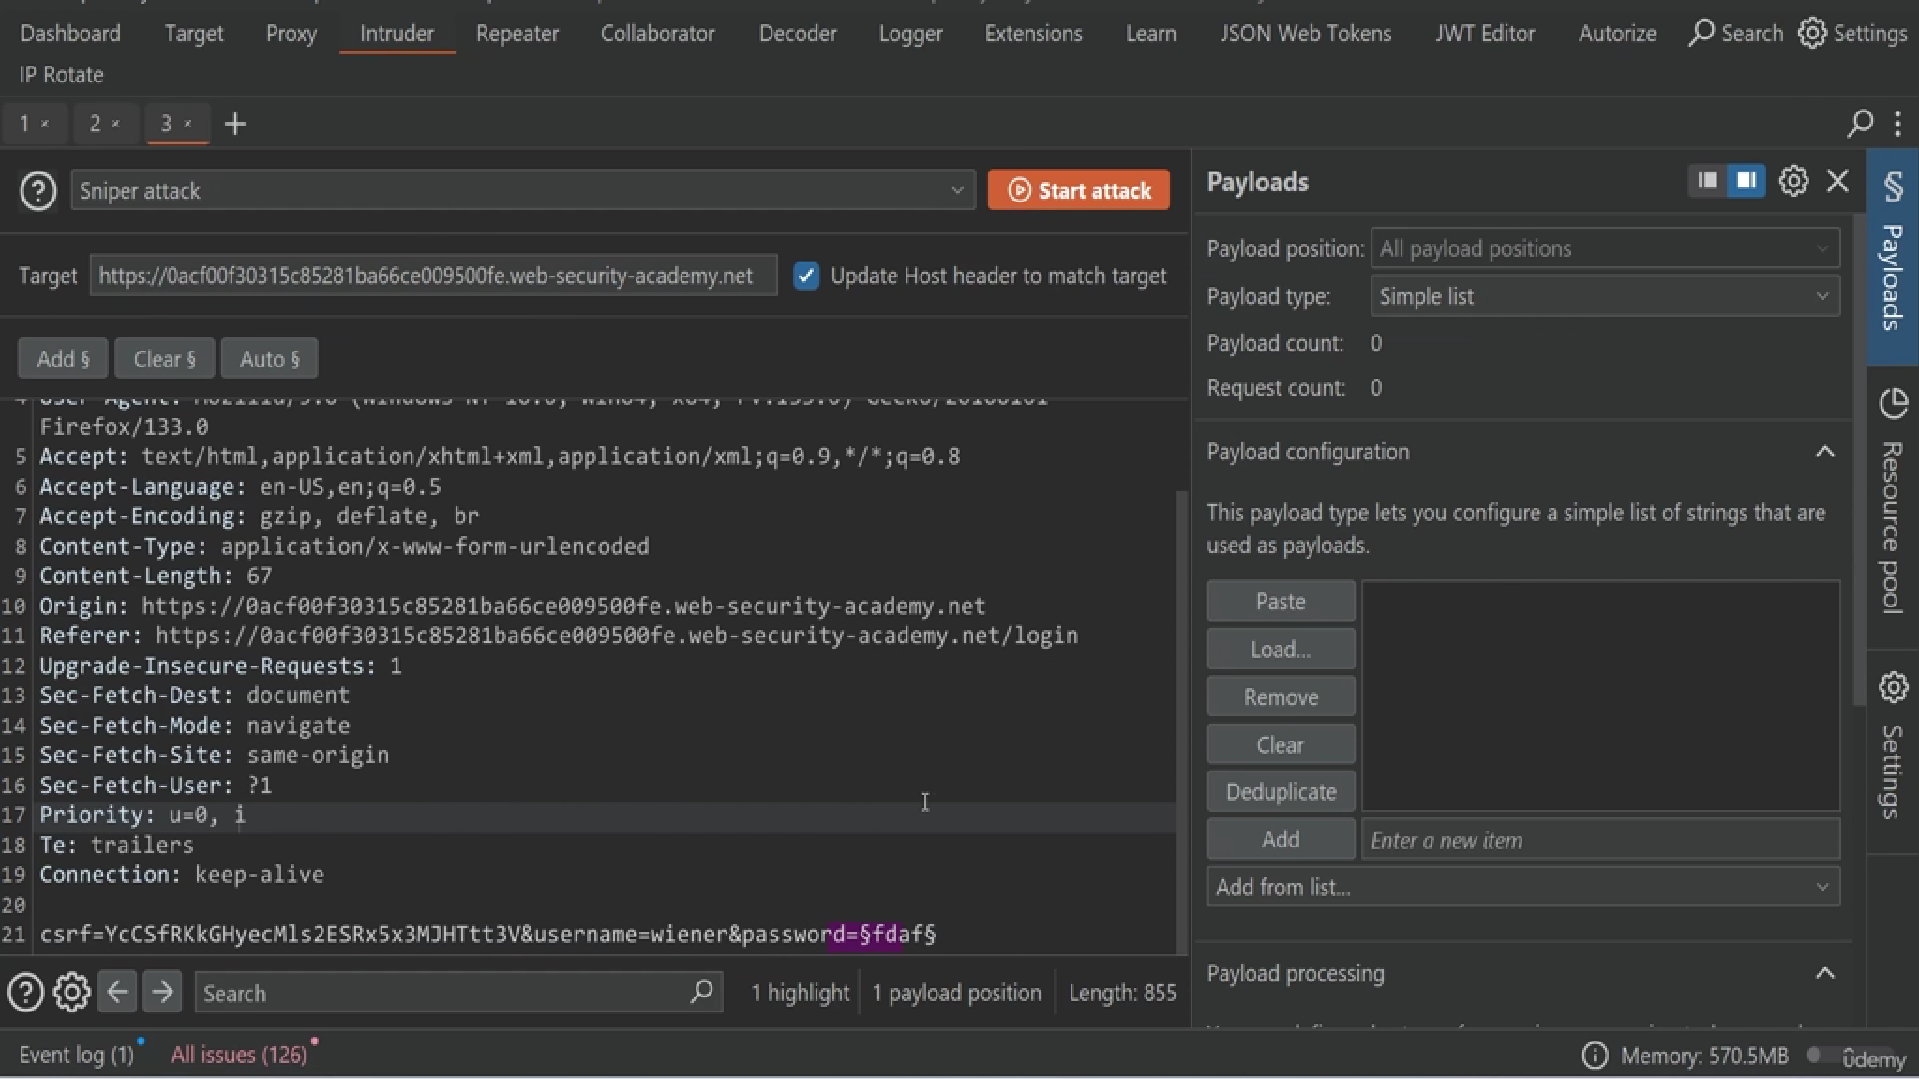 Dashboard Target Proxy Intruder Repeater Collaborator Decoder Logger Extensions Learn JSON Web Tokens JWT Editor Autorize Search Settings
IP Rotate
1 × 2 × 3 × +
Sniper attack
Start attack
Target https://0acf00f30315c85281ba66ce009500fe.web-security-academy.net Update Host header to match target
Add § Clear § Auto §
Firefox/133.0
5 Accept: text/html,application/xhtml+xml,application/xml;q=0.9,*/*;q=0.8
6 Accept-Language: en-US,en;q=0.5
7 Accept-Encoding: gzip, deflate, br
8 Content-Type: application/x-www-form-urlencoded
9 Content-Length: 67
10 Origin: https://0acf00f30315c85281ba66ce009500fe.web-security-academy.net
11 Referer: https://0acf00f30315c85281ba66ce009500fe.web-security-academy.net/login
12 Upgrade-Insecure-Requests: 1
13 Sec-Fetch-Dest: document
14 Sec-Fetch-Mode: navigate
15 Sec-Fetch-Site: same-origin
16 Sec-Fetch-User: ?1
17 Priority: u=0, i
18 Te: trailers
19 Connection: keep-alive
20
21 csrf=YcCSfRKkGHyecMls2ESRx5x3MJHTtt3V&username=wiener&password=§fdaf§
Search
1 highlight 1 payload position Length: 855
Payloads
Payload position: All payload positions
Payload type: Simple list
Payload count: 0
Request count: 0
Payload configuration
This payload type lets you configure a simple list of strings that are
used as payloads.
Paste
Load...
Remove
Clear
Deduplicate
Add Enter a new item
Add from list...
Payload processing
§ Payloads
Resource pool
Settings
Event log (1) All issues (126)
Memory: 570.5MB
ûdemy